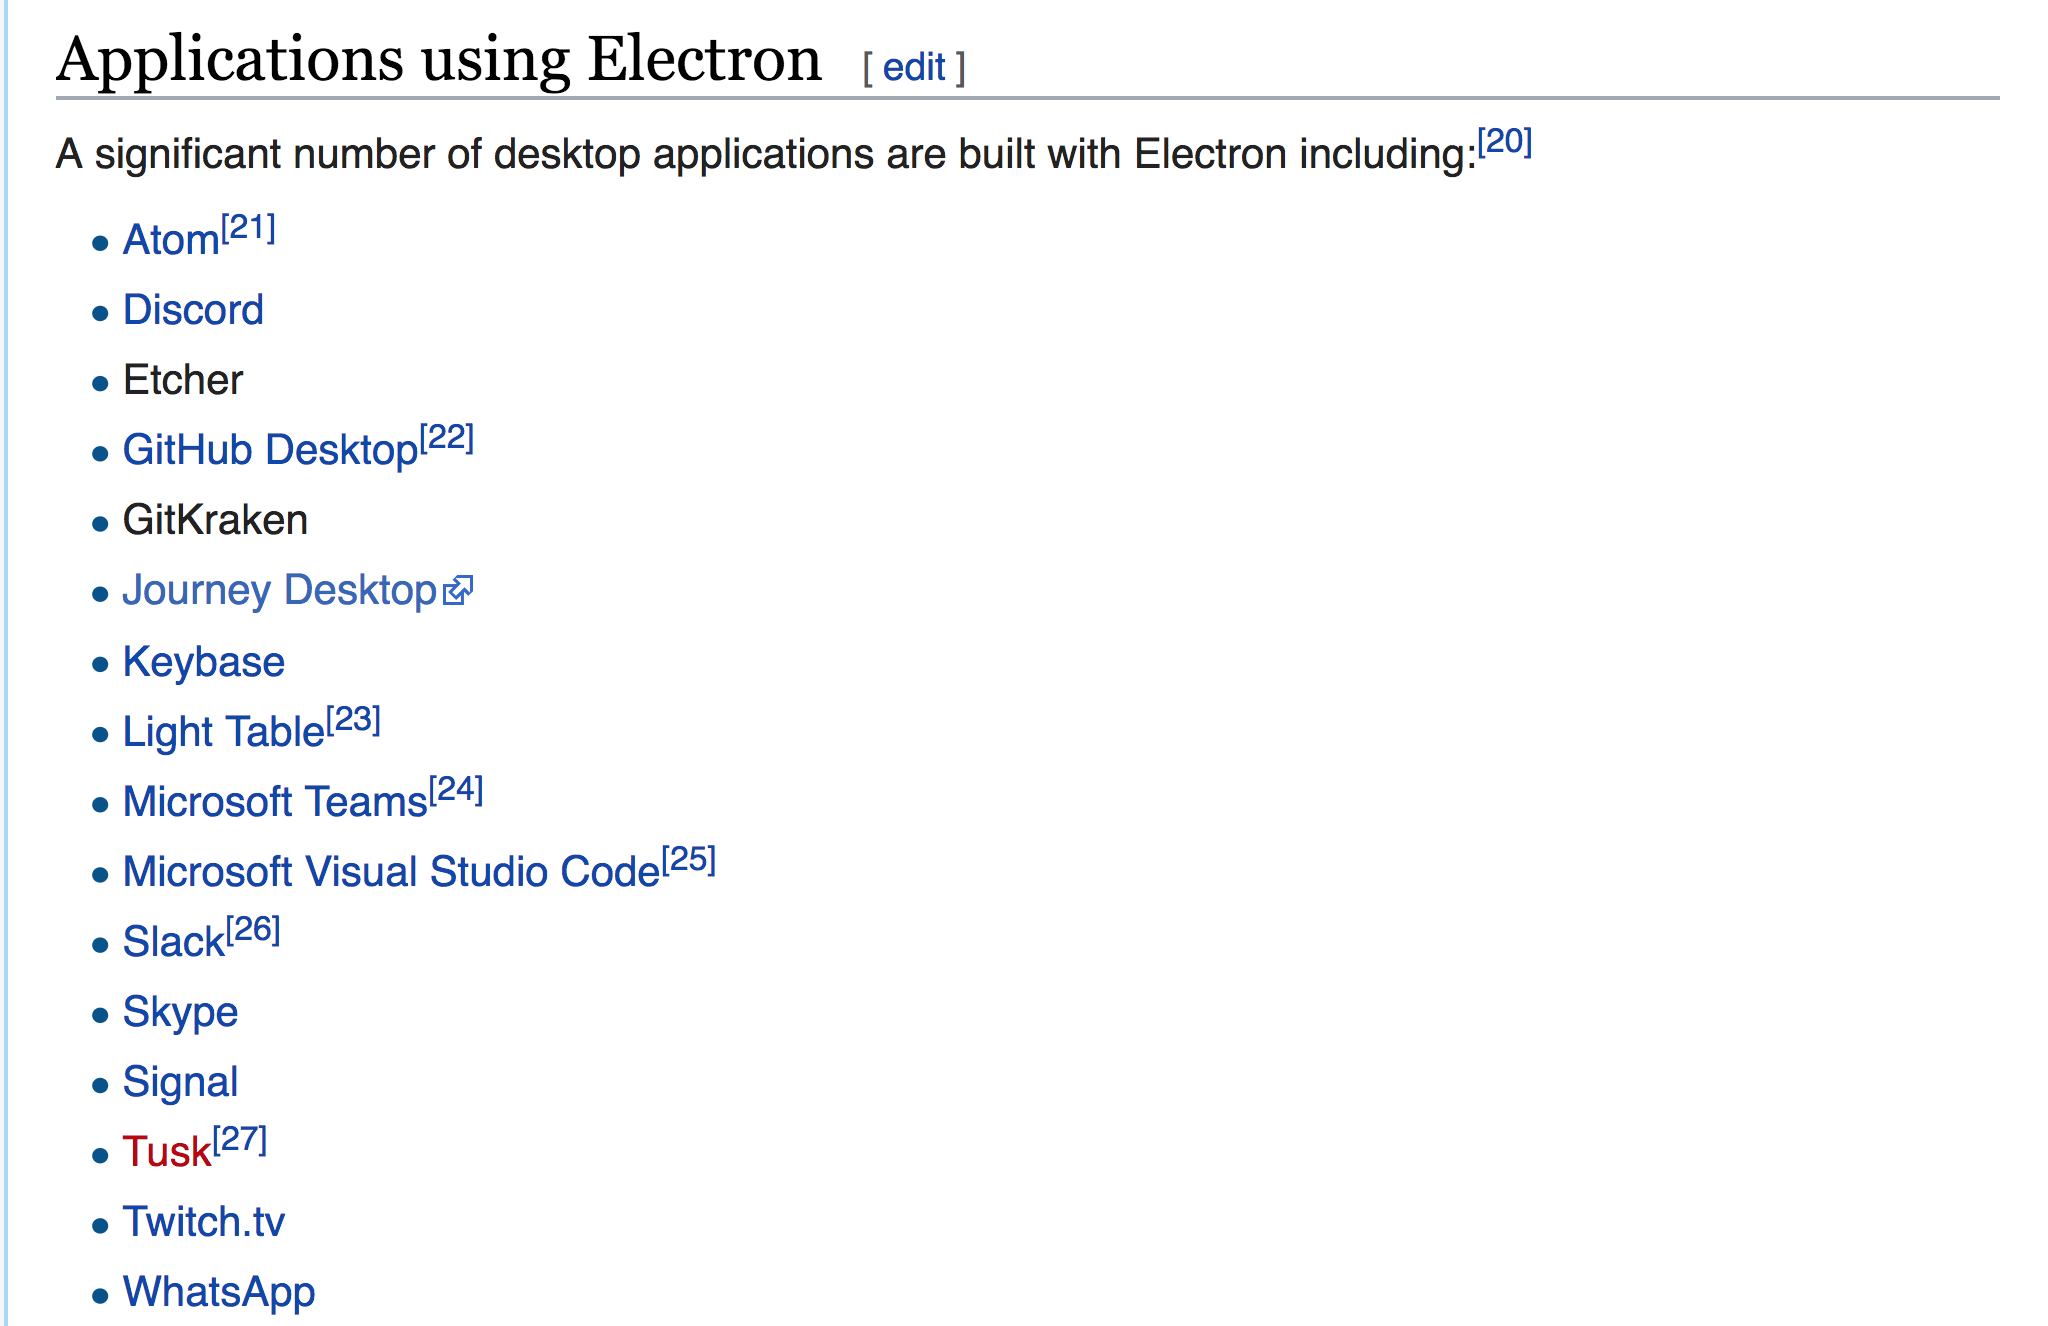 Applications using Electron [ edit ]
A significant number of desktop applications are built with Electron including:[20]
• Atom[21]
• Discord
• Etcher
• GitHub Desktop[22]
• GitKraken
• Journey Desktop
• Keybase
• Light Table[23]
• Microsoft Teams[24]
• Microsoft Visual Studio Code[25]
• Slack[26]
• Skype
• Signal
• Tusk[27]
• Twitch.tv
• WhatsApp